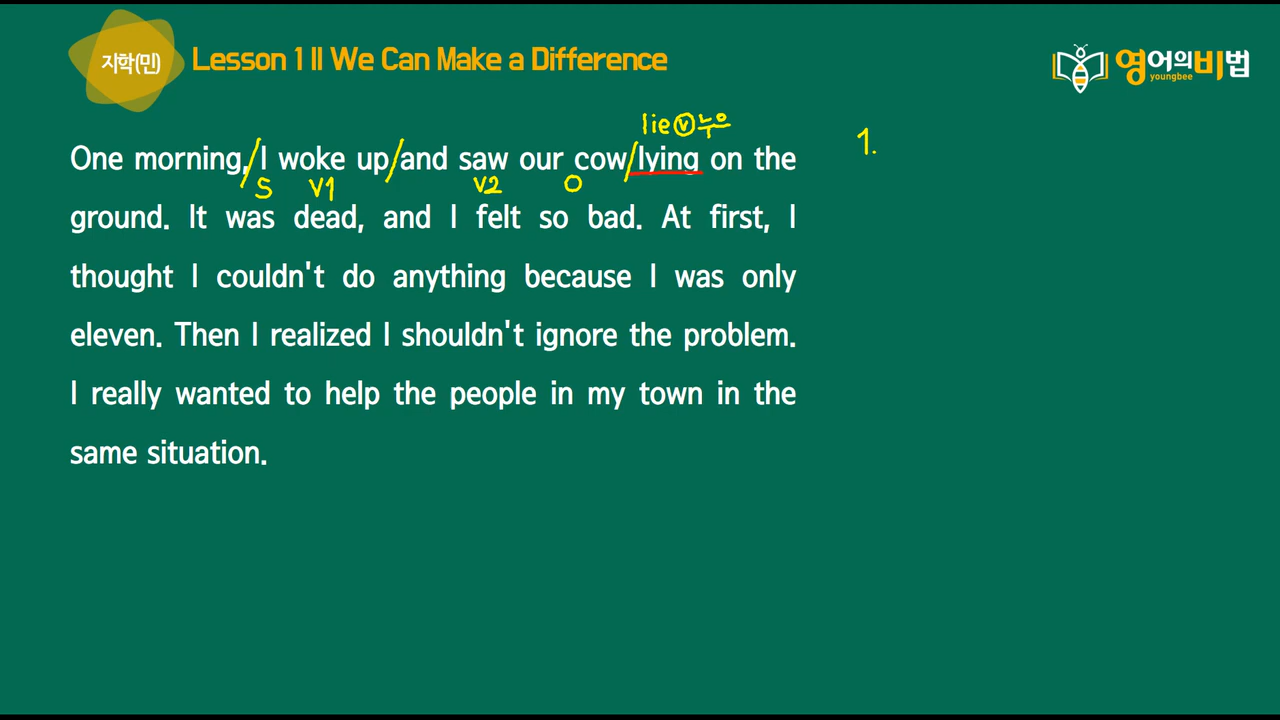 지학(민)
Lesson 1 II We Can Make a Difference
영어의비법
youngbee
lie ⓥ 눕다
1.
One morning,/I woke up/and saw our cow/lying on the
S V1 V2 O
ground. It was dead, and I felt so bad. At first, I
thought I couldn't do anything because I was only
eleven. Then I realized I shouldn't ignore the problem.
I really wanted to help the people in my town in the
same situation.